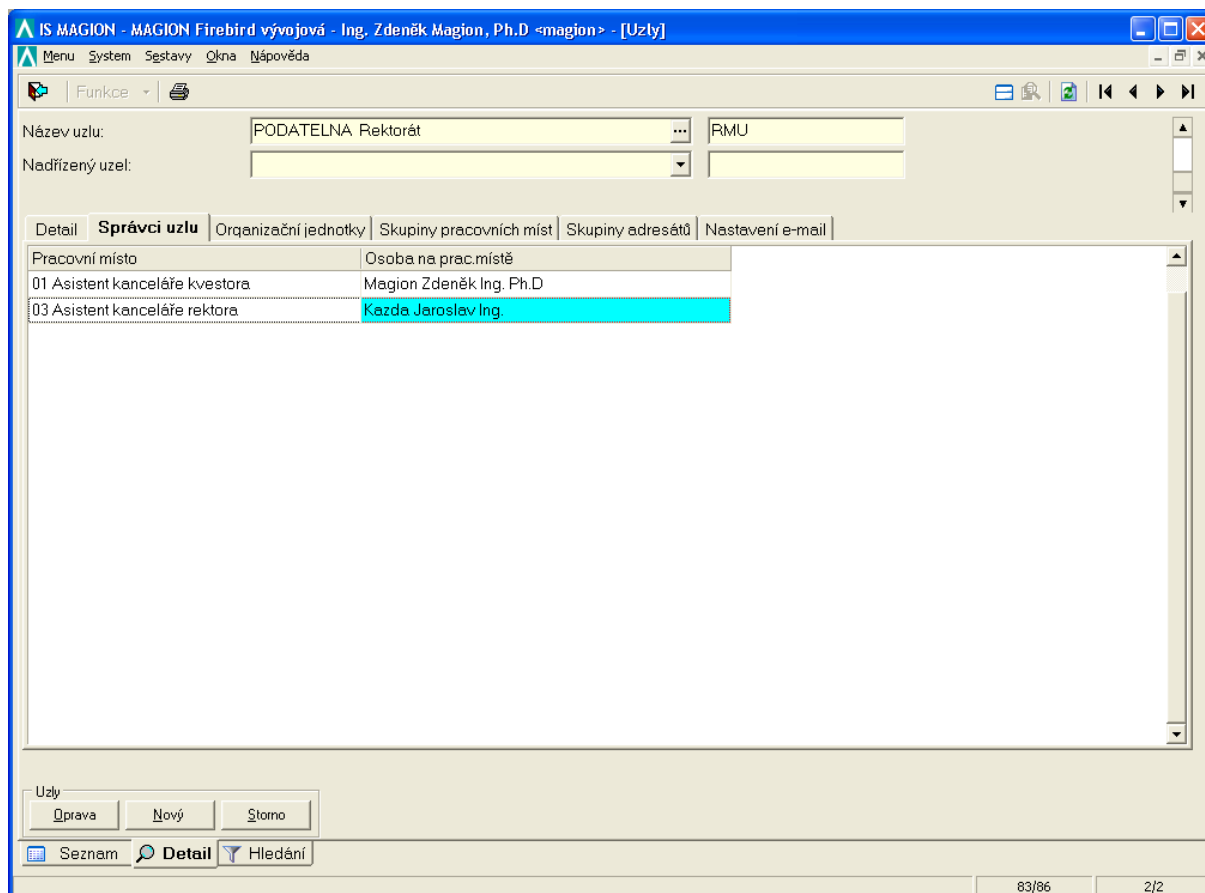 IS MAGION - MAGION Firebird vývojová - Ing. Zdeněk Magion, Ph.D <magion> - [Uzly]
Menu System Sestavy Okna Nápověda
Funkce
Název uzlu: PODATELNA Rektorát ... RMU
Nadřízený uzel:
Detail Správci uzlu Organizační jednotky Skupiny pracovních míst Skupiny adresátů Nastavení e-mail
Pracovní místo Osoba na prac.místě
01 Asistent kanceláře kvestora Magion Zdeněk Ing. Ph.D
03 Asistent kanceláře rektora Kazda Jaroslav Ing.
Uzly
Oprava Nový Storno
Seznam Detail Hledání
83/86 2/2